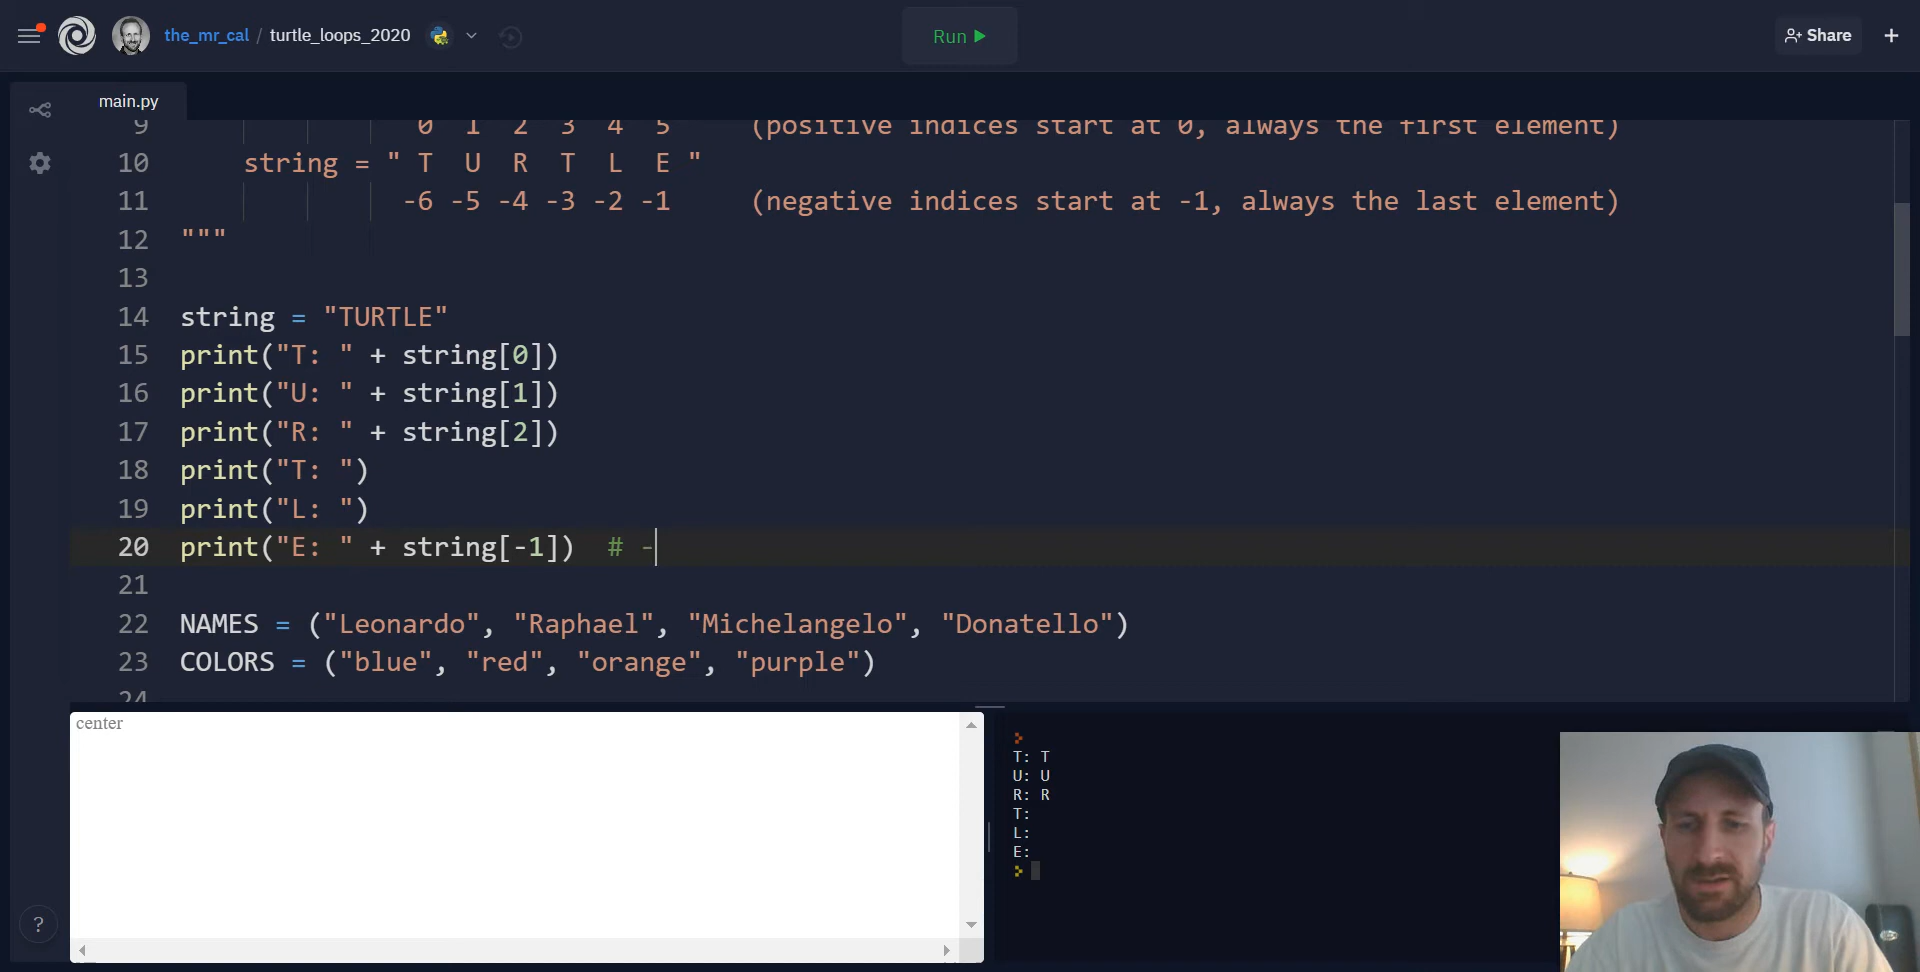 the_mr_cal / turtle_loops_2020
Run
Share
main.py
9 0 1 2 3 4 5 (positive indices start at 0, always the first element)
10 string = " T U R T L E "
11 -6 -5 -4 -3 -2 -1 (negative indices start at -1, always the last element)
12 """
13
14 string = "TURTLE"
15 print("T: " + string[0])
16 print("U: " + string[1])
17 print("R: " + string[2])
18 print("T: ")
19 print("L: ")
20 print("E: " + string[-1]) # -
21
22 NAMES = ("Leonardo", "Raphael", "Michelangelo", "Donatello")
23 COLORS = ("blue", "red", "orange", "purple")
24
center
T: T
U: U
R: R
T:
L:
E:
?